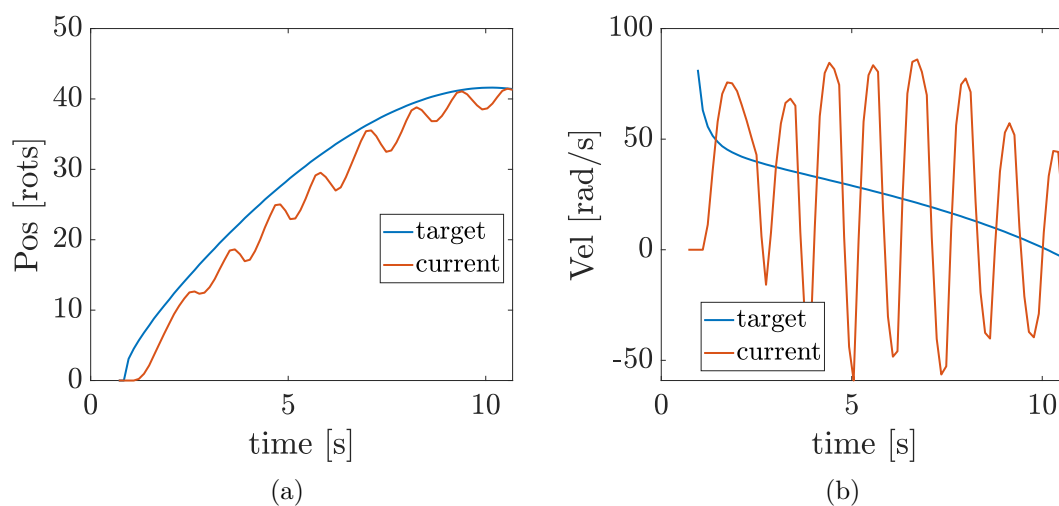 50
40
30
20
10
0
Pos [rots]
target
current
0
5
10
time [s]
(a)
100
50
0
-50
Vel [rad/s]
target
current
0
5
10
time [s]
(b)